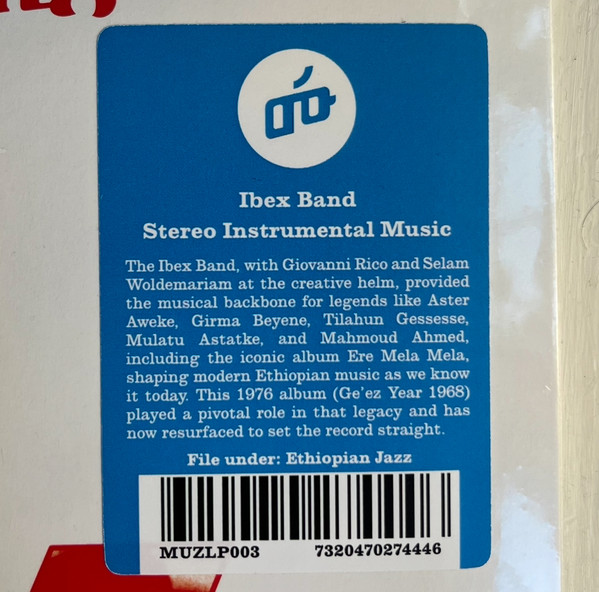 Ibex Band
Stereo Instrumental Music
The Ibex Band, with Giovanni Rico and Selam
Woldemariam at the creative helm, provided
the musical backbone for legends like Aster
Aweke, Girma Beyene, Tilahun Gessesse,
Mulatu Astatke, and Mahmoud Ahmed,
including the iconic album Ere Mela Mela,
shaping modern Ethiopian music as we know
it today. This 1976 album (Ge'ez Year 1968)
played a pivotal role in that legacy and has
now resurfaced to set the record straight.
File under: Ethiopian Jazz
MUZLP003 7320470274446